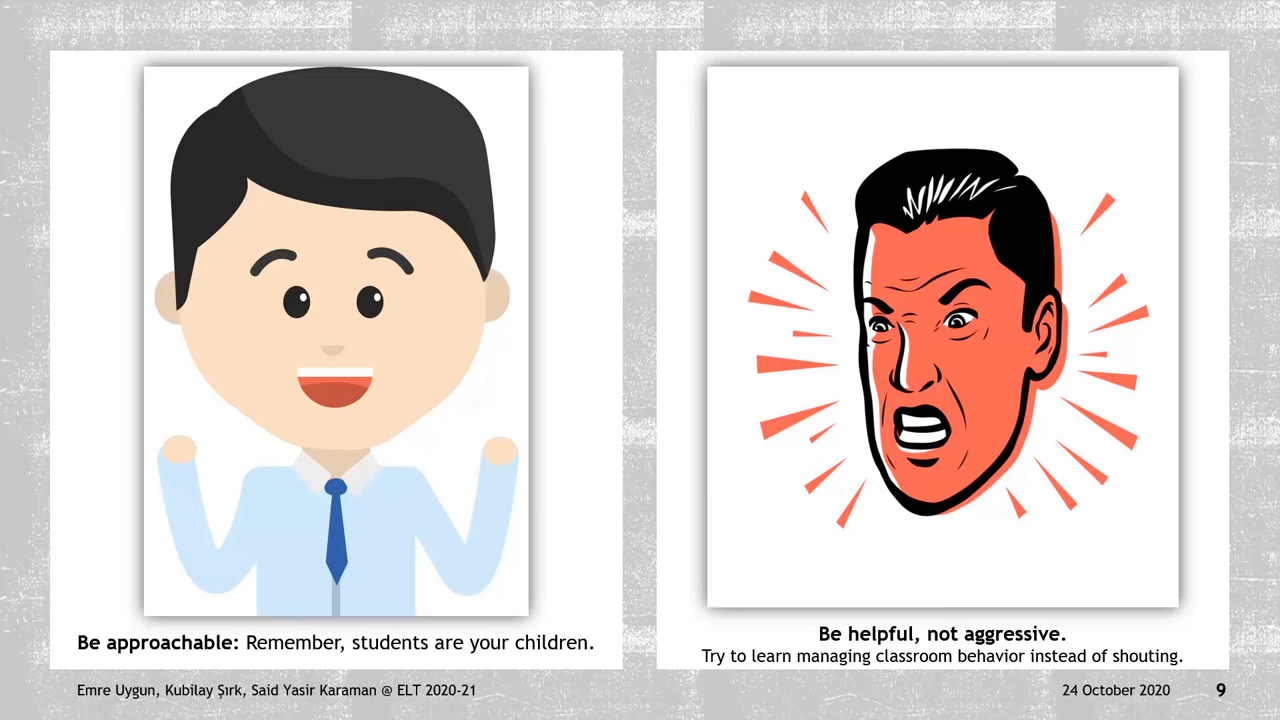 Be approachable: Remember, students are your children.
Be helpful, not aggressive.
Try to learn managing classroom behavior instead of shouting.
Emre Uygun, Kubilay Şırk, Said Yasir Karaman @ ELT 2020-21
24 October 2020
9